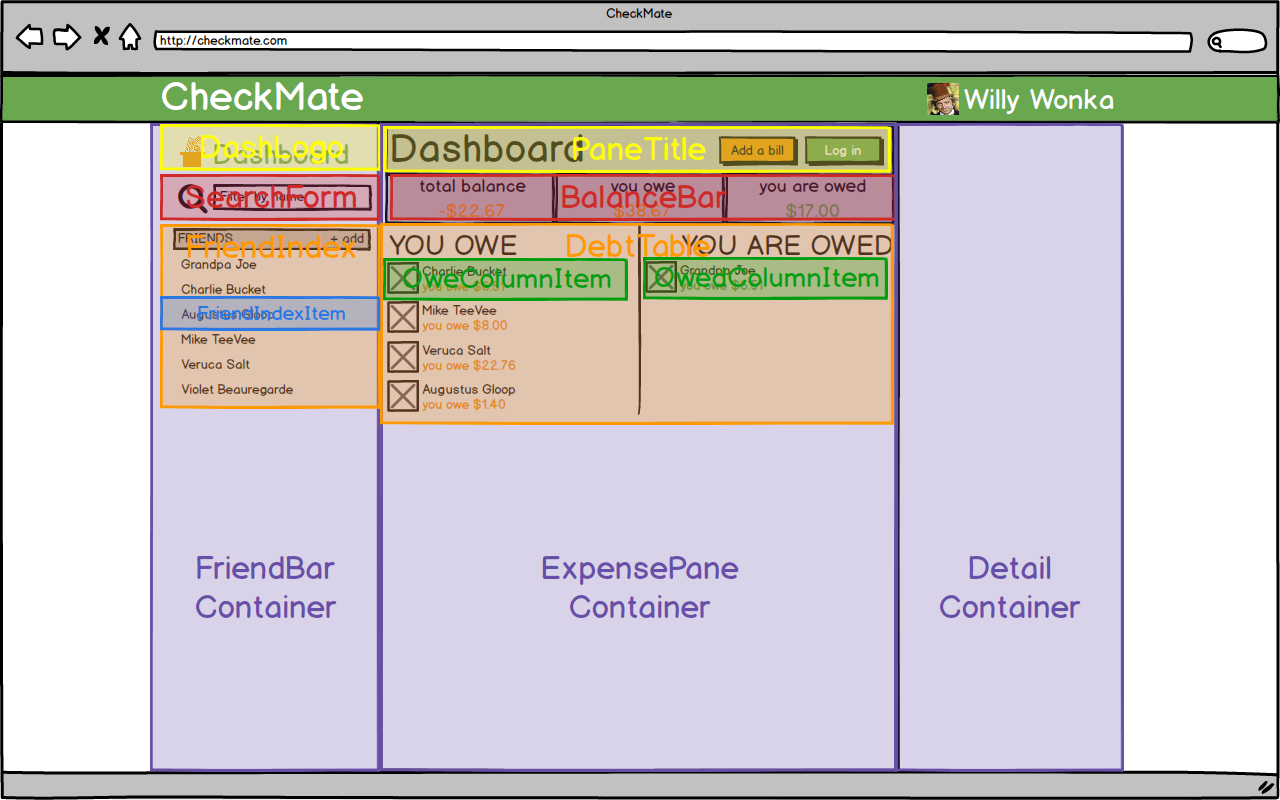 CheckMate
http://checkmate.com
CheckMate
Willy Wonka
DashLogo
Dashboard
Dashboard
PaneTitle
Add a bill
Log in
SearchForm
Filter by name
total balance
you owe
you are owed
BalanceBar
-$22.67
$38.67
$17.00
FriendIndex
FRIENDS
+ add
Grandpa Joe
Charlie Bucket
Augustus Gloop
FriendIndexItem
Mike TeeVee
Veruca Salt
Violet Beauregarde
YOU OWE
DebtTable
YOU ARE OWED
Charlie Bucket
OweColumnItem
you owe
Grandpa Joe
OwedColumnItem
you owe
Mike TeeVee
you owe $8.00
Veruca Salt
you owe $22.76
Augustus Gloop
you owe $1.40
FriendBar
Container
ExpensePane
Container
Detail
Container